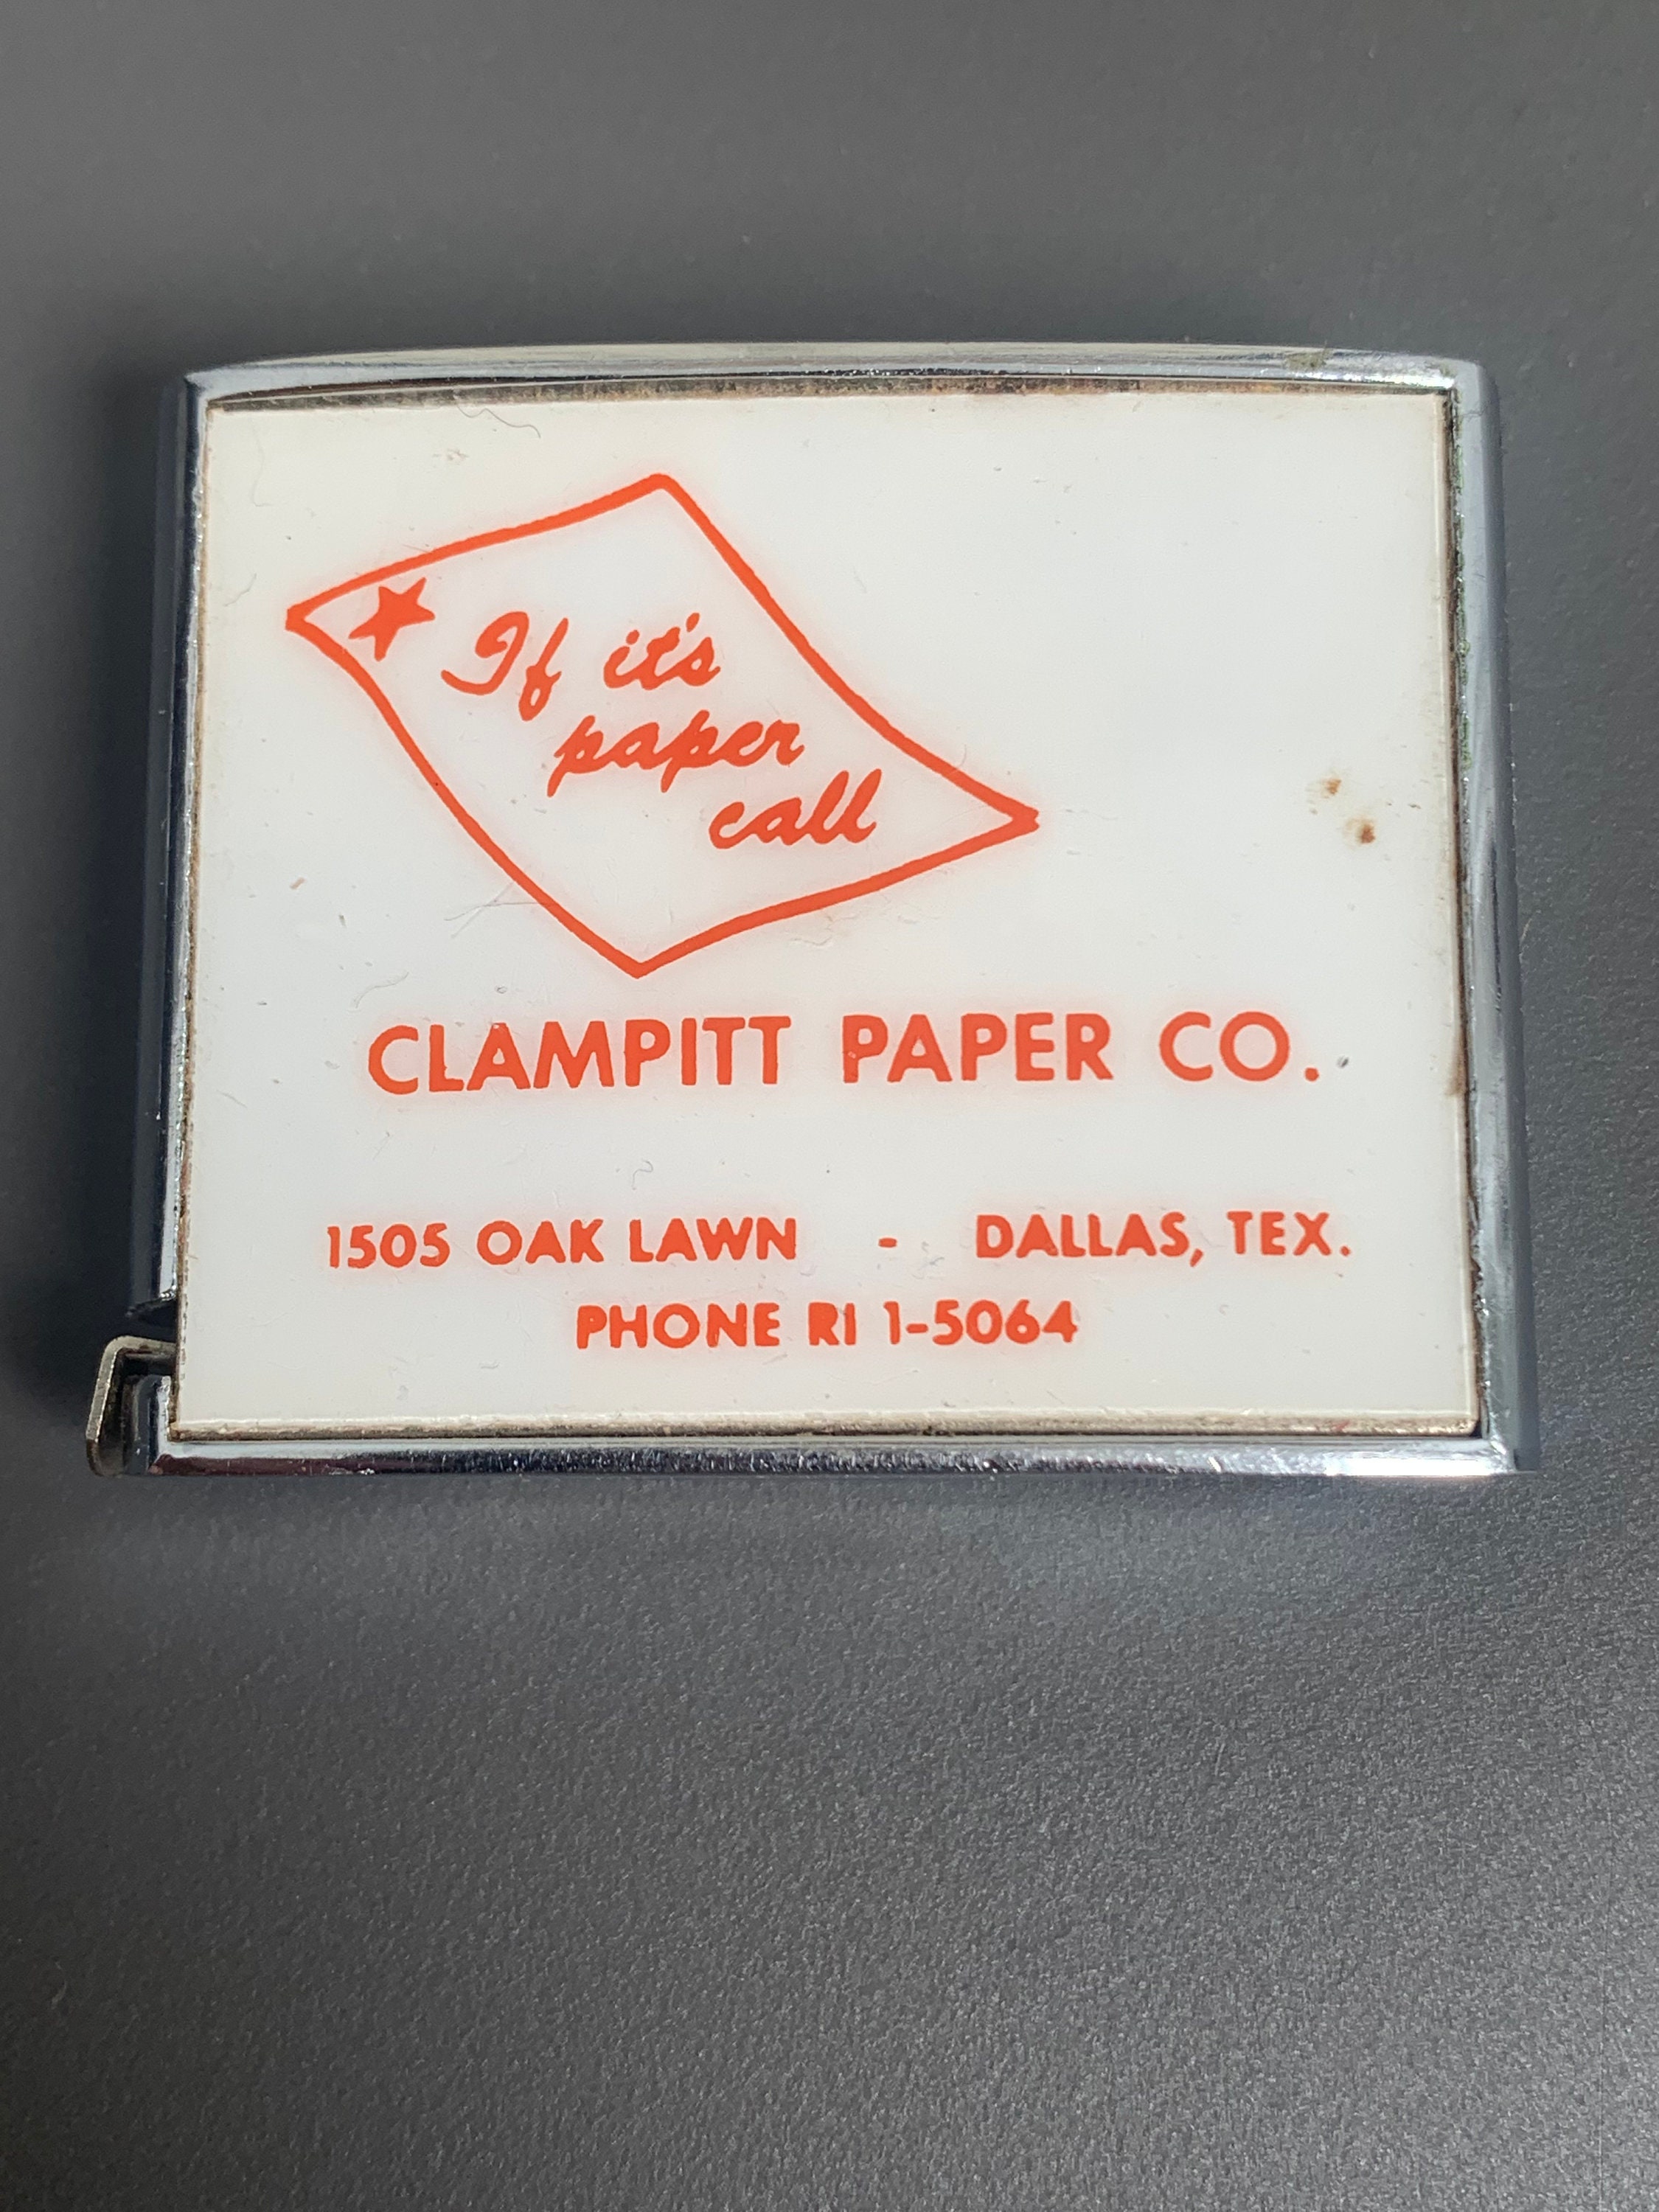 If it's
paper
call
CLAMPITT PAPER CO.
1505 OAK LAWN - DALLAS, TEX.
PHONE RI 1-5064